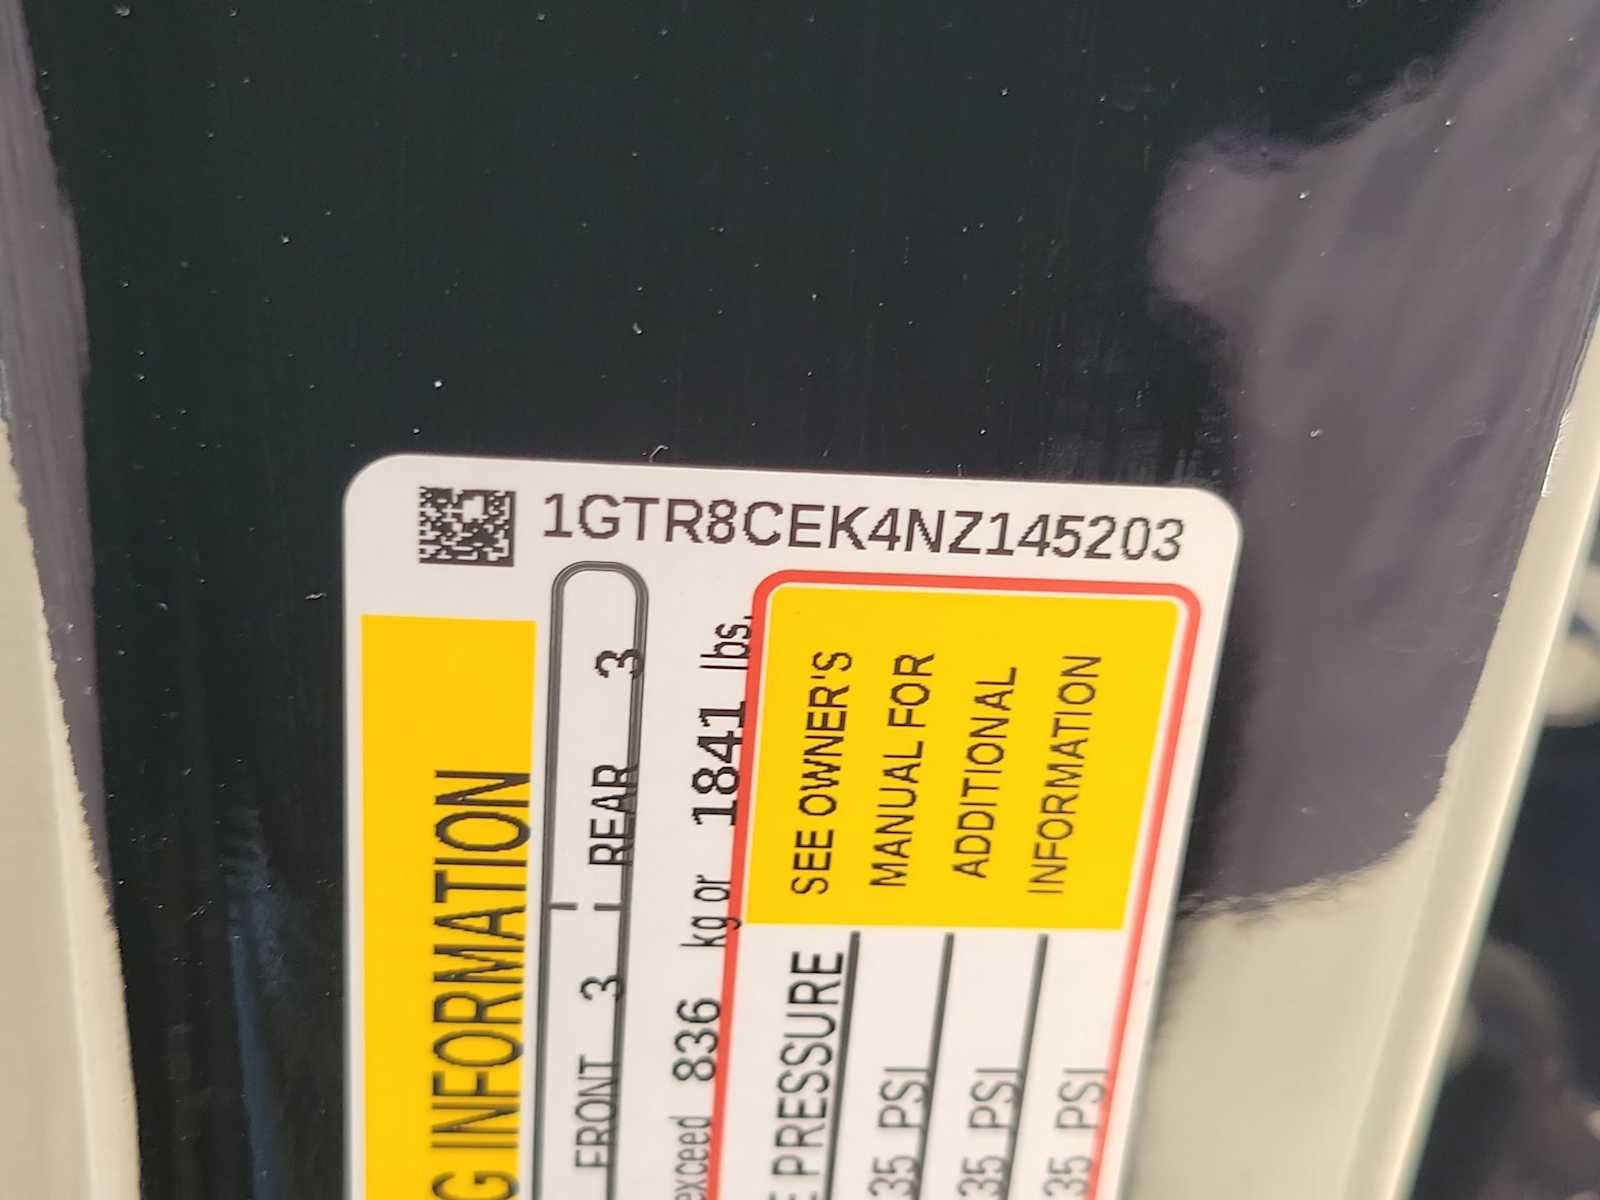 1GTR8CEK4NZ145203
G INFORMATION
FRONT 3 REAR 3
exceed 836 kg or 1841 lbs.
E PRESSURE
35 PSI
35 PSI
35 PSI
SEE OWNER'S
MANUAL FOR
ADDITIONAL
INFORMATION